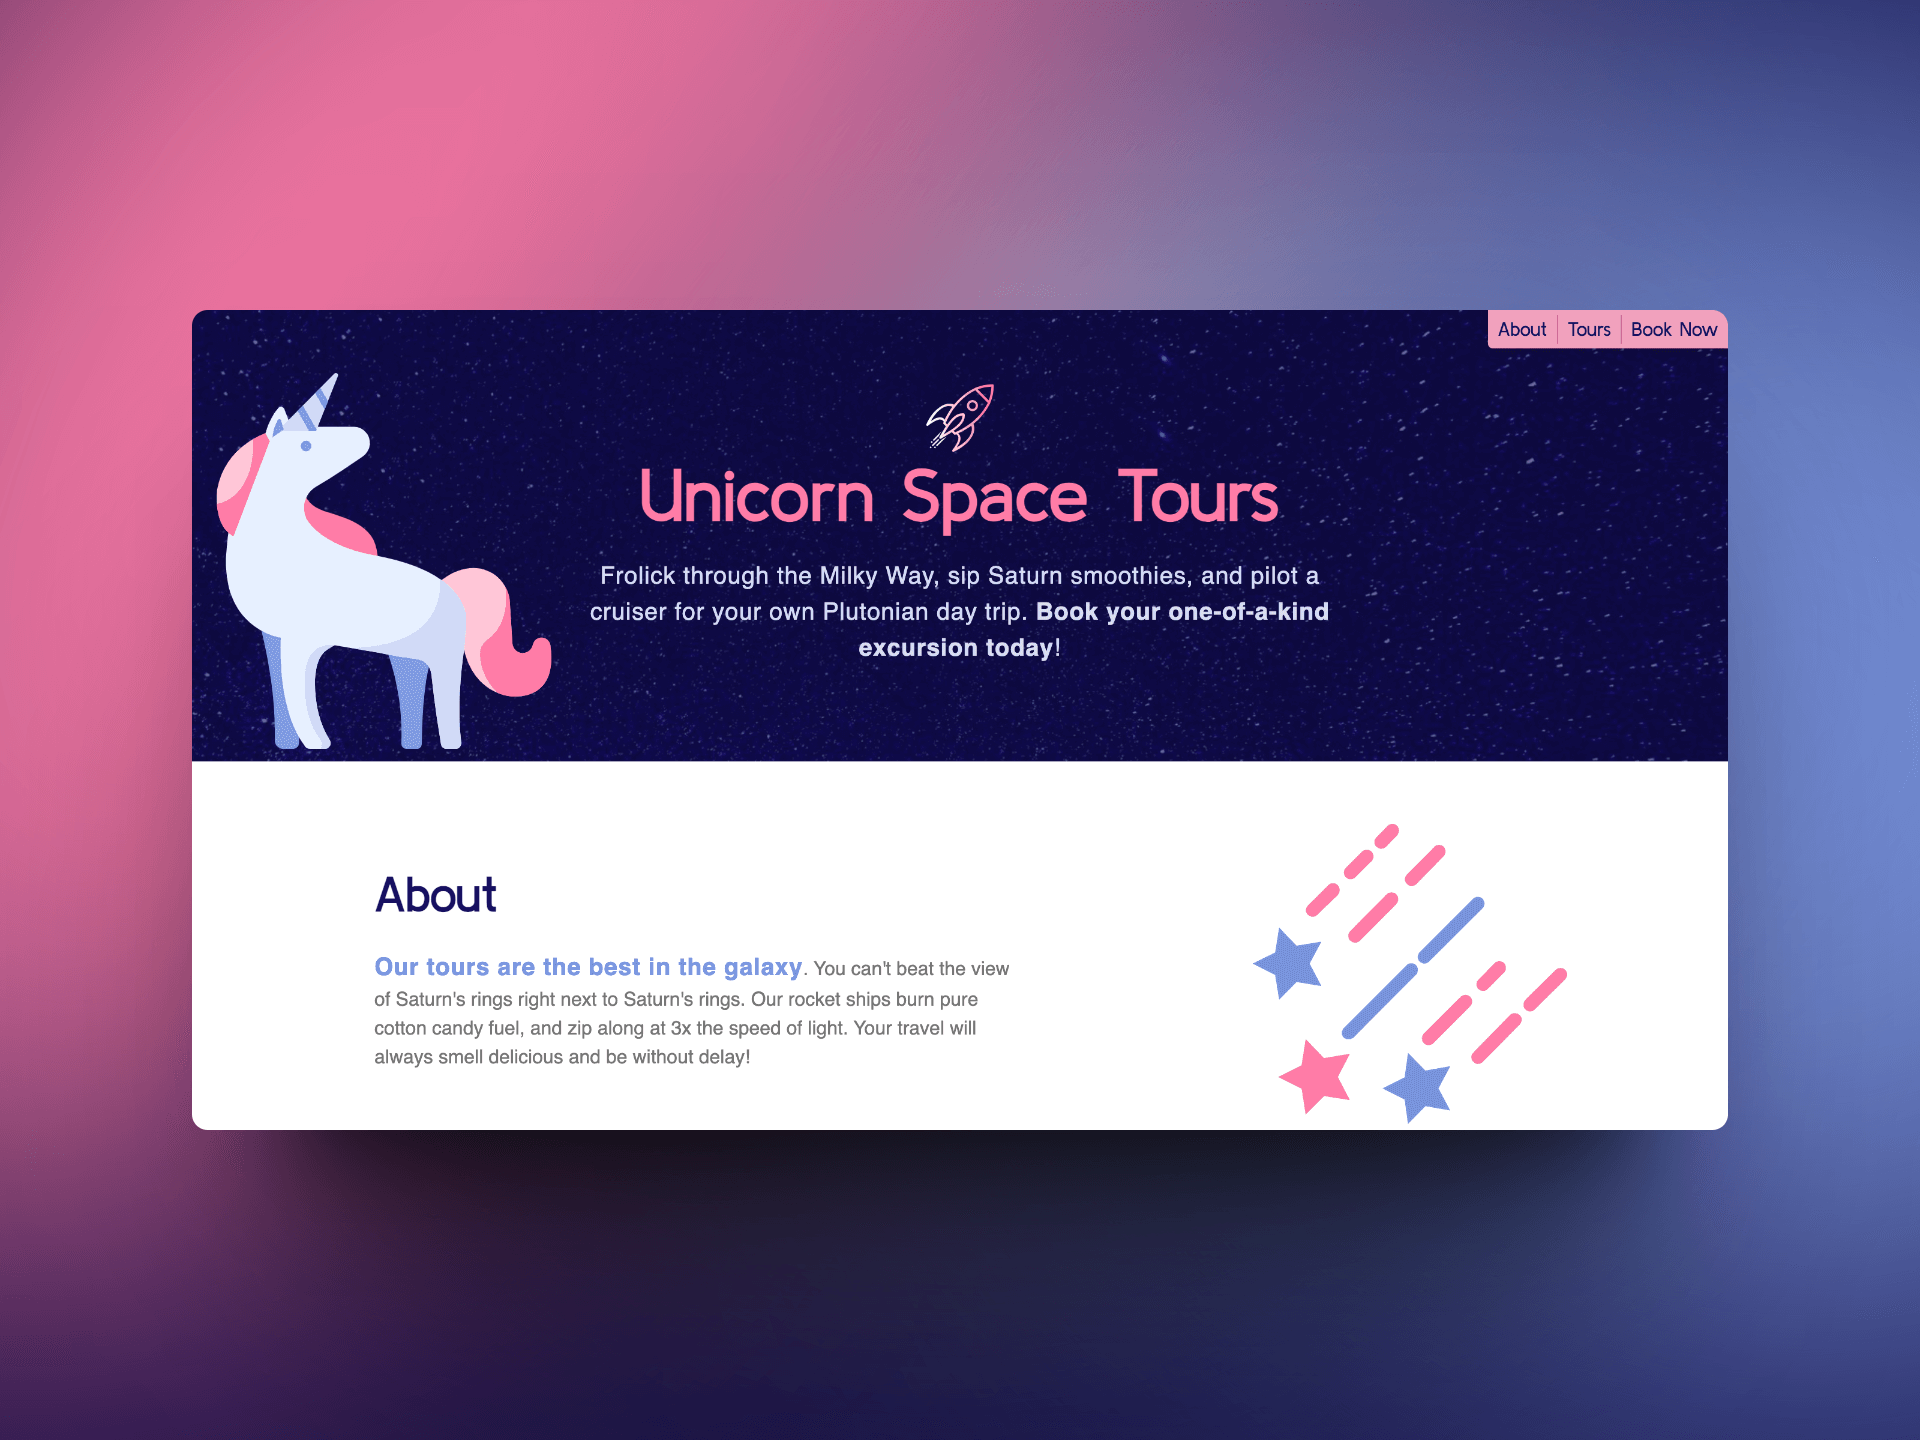 About
Tours
Book Now
Unicorn Space Tours
Frolick through the Milky Way, sip Saturn smoothies, and pilot a
cruiser for your own Plutonian day trip. Book your one-of-a-kind
excursion today!
About
Our tours are the best in the galaxy. You can't beat the view
of Saturn's rings right next to Saturn's rings. Our rocket ships burn pure
cotton candy fuel, and zip along at 3x the speed of light. Your travel will
always smell delicious and be without delay!